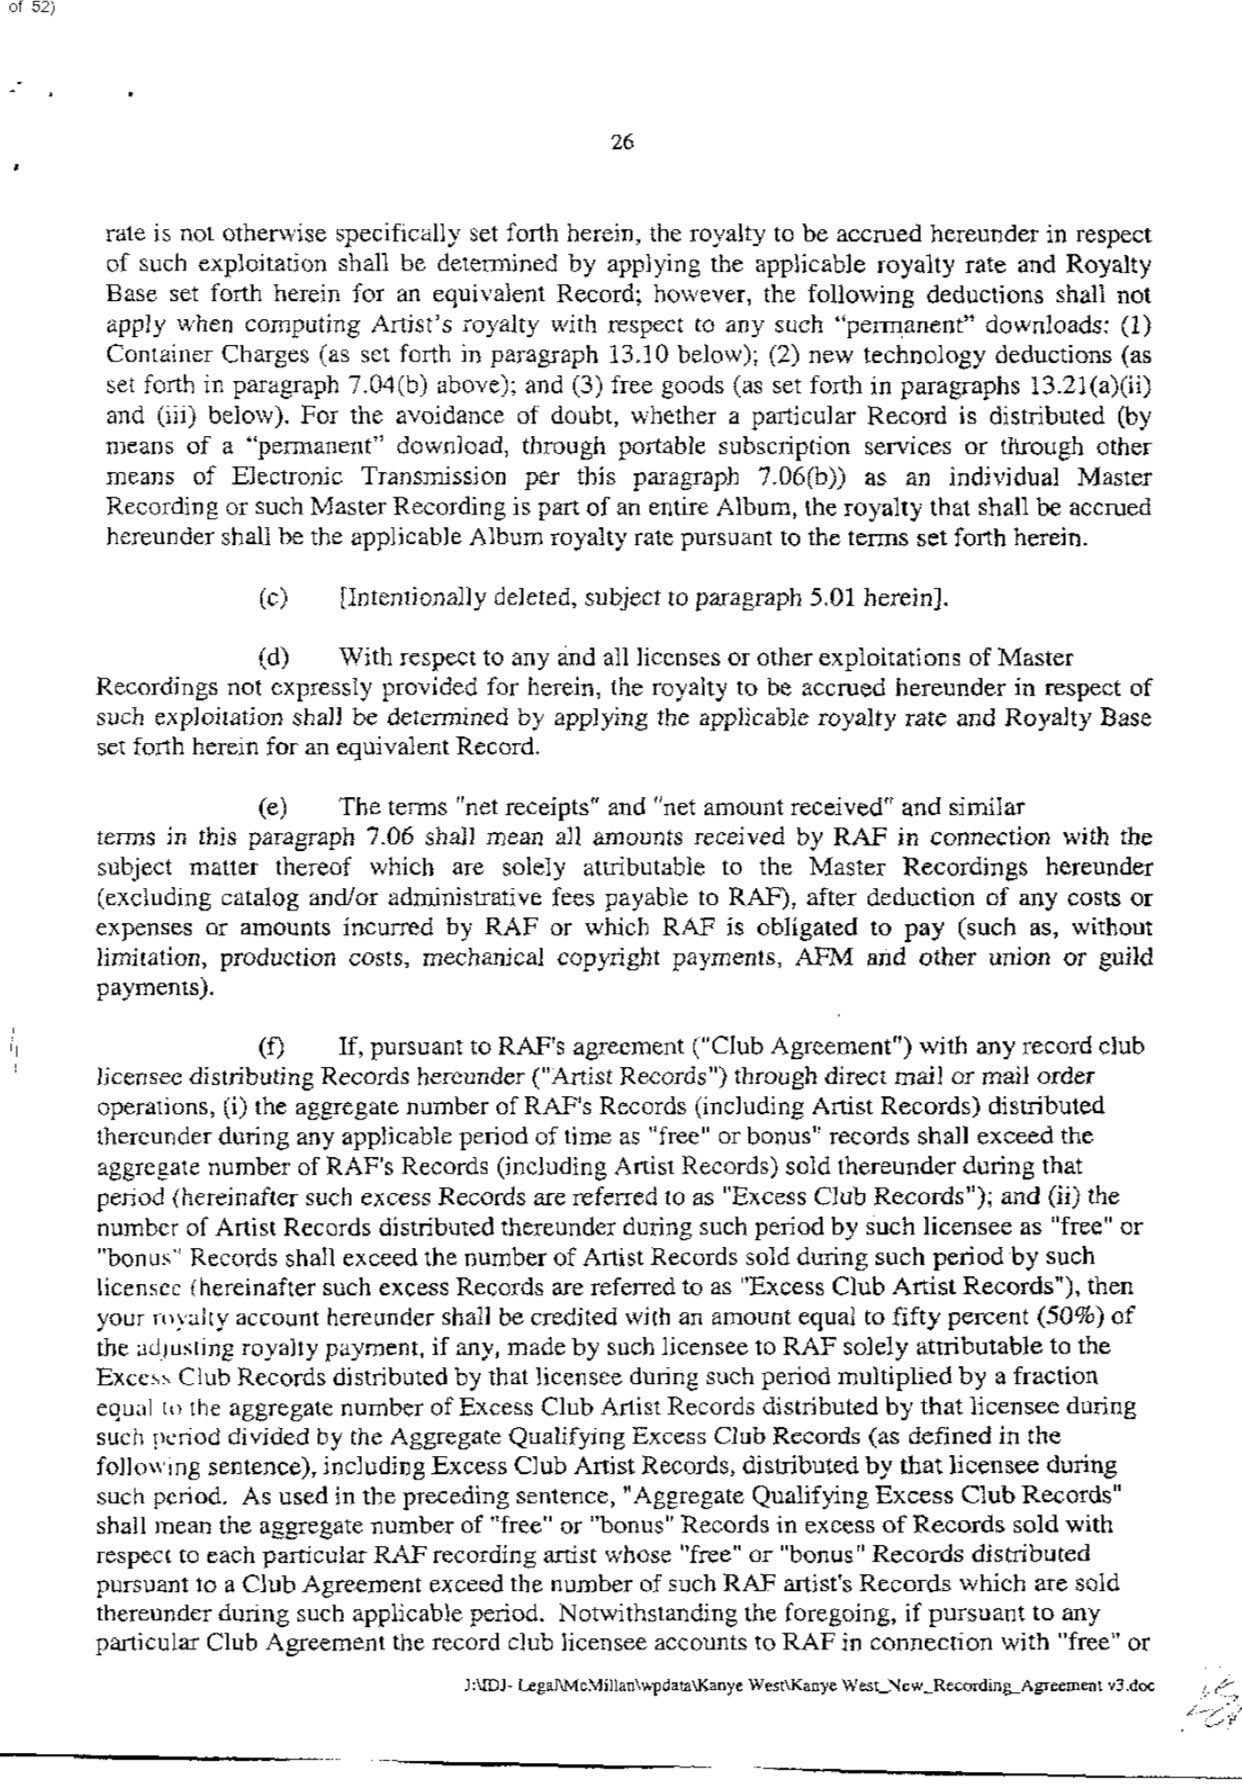 of 52)
26
rate is not otherwise specifically set forth herein, the royalty to be accrued hereunder in respect
of such exploitation shall be determined by applying the applicable royalty rate and Royalty
Base set forth herein for an equivalent Record; however, the following deductions shall not
apply when computing Artist's royalty with respect to any such “permanent” downloads: (1)
Container Charges (as set forth in paragraph 13.10 below); (2) new technology deductions (as
set forth in paragraph 7.04(b) above); and (3) free goods (as set forth in paragraphs 13.21(a)(ii)
and (iii) below). For the avoidance of doubt, whether a particular Record is distributed (by
means of a “permanent” download, through portable subscription services or through other
means of Electronic Transmission per this paragraph 7.06(b)) as an individual Master
Recording or such Master Recording is part of an entire Album, the royalty that shall be accrued
hereunder shall be the applicable Album royalty rate pursuant to the terms set forth herein.
(c) [Intentionally deleted, subject to paragraph 5.01 herein].
(d) With respect to any and all licenses or other exploitations of Master
Recordings not expressly provided for herein, the royalty to be accrued hereunder in respect of
such exploitation shall be determined by applying the applicable royalty rate and Royalty Base
set forth herein for an equivalent Record.
(e) The terms "net receipts" and "net amount received" and similar
terms in this paragraph 7.06 shall mean all amounts received by RAF in connection with the
subject matter thereof which are solely attributable to the Master Recordings hereunder
(excluding catalog and/or administrative fees payable to RAF), after deduction of any costs or
expenses or amounts incurred by RAF or which RAF is obligated to pay (such as, without
limitation, production costs, mechanical copyright payments, AFM and other union or guild
payments).
(f) If, pursuant to RAF's agreement ("Club Agreement") with any record club
licensee distributing Records hereunder ("Artist Records") through direct mail or mail order
operations, (i) the aggregate number of RAF's Records (including Artist Records) distributed
thereunder during any applicable period of time as "free" or bonus" records shall exceed the
aggregate number of RAF's Records (including Artist Records) sold thereunder during that
period (hereinafter such excess Records are referred to as "Excess Club Records"); and (ii) the
number of Artist Records distributed thereunder during such period by such licensee as "free" or
"bonus" Records shall exceed the number of Artist Records sold during such period by such
licensee (hereinafter such excess Records are referred to as "Excess Club Artist Records"), then
your royalty account hereunder shall be credited with an amount equal to fifty percent (50%) of
the adjusting royalty payment, if any, made by such licensee to RAF solely attributable to the
Excess Club Records distributed by that licensee during such period multiplied by a fraction
equal to the aggregate number of Excess Club Artist Records distributed by that licensee during
such period divided by the Aggregate Qualifying Excess Club Records (as defined in the
following sentence), including Excess Club Artist Records, distributed by that licensee during
such period. As used in the preceding sentence, "Aggregate Qualifying Excess Club Records"
shall mean the aggregate number of "free" or "bonus" Records in excess of Records sold with
respect to each particular RAF recording artist whose "free" or "bonus" Records distributed
pursuant to a Club Agreement exceed the number of such RAF artist's Records which are sold
thereunder during such applicable period. Notwithstanding the foregoing, if pursuant to any
particular Club Agreement the record club licensee accounts to RAF in connection with "free" or
J:\IDJ- Legal\McMillan\wpdata\Kanye West\Kanye West_New_Recording_Agreement v3.doc